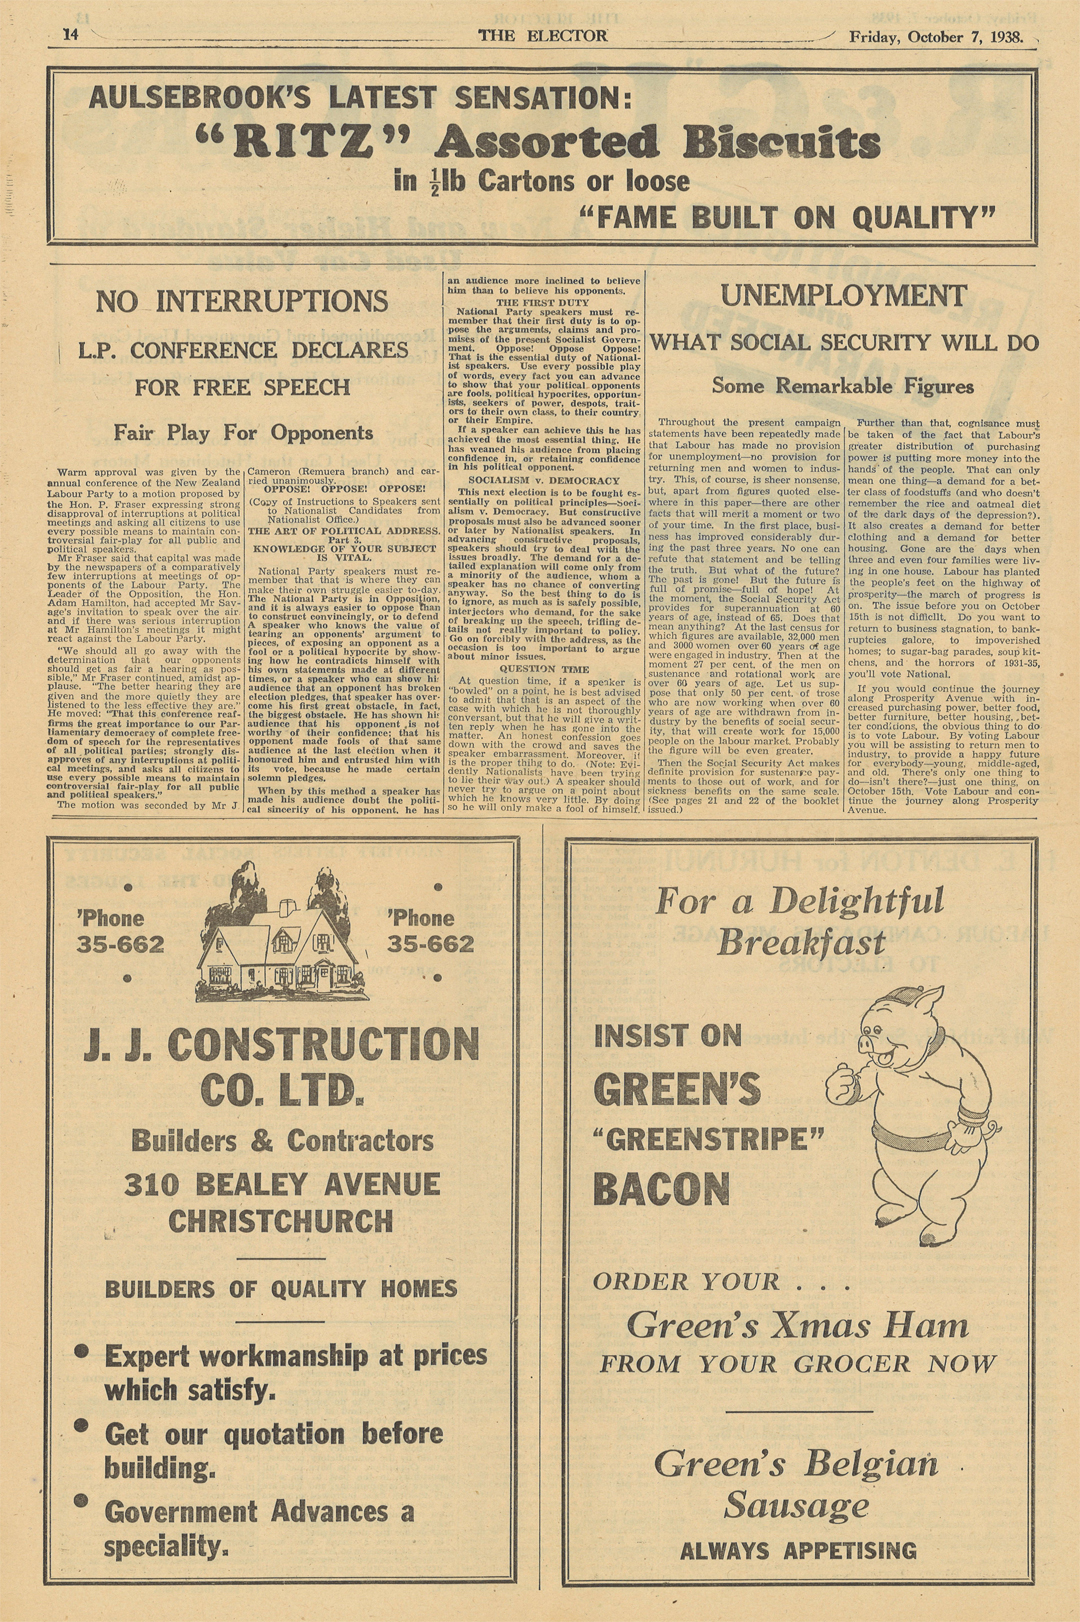 14
THE ELECTOR
Friday, October 7, 1938.
AULSEBROOK'S LATEST SENSATION:
"RITZ" Assorted Biscuits
in ½lb Cartons or loose
"FAME BUILT ON QUALITY"
NO INTERRUPTIONS
L.P. CONFERENCE DECLARES
FOR FREE SPEECH
Fair Play For Opponents
Warm approval was given by the
annual conference of the New Zealand
Labour Party to a motion proposed by
the Hon. P. Fraser expressing strong
disapproval of interruptions at political
meetings and asking all citizens to use
every possible means to maintain con-
troversial fair-play for all public and
political speakers.
Mr Fraser said that capital was made
by the newspapers of a comparatively
few interruptions at meetings of op-
ponents of the Labour Party. The
Leader of the Opposition, the Hon.
Adam Hamilton, had accepted Mr Sav-
age's invitation to speak over the air
and if there was serious interruption
at Mr Hamilton's meetings it might
react against the Labour Party.
"We should all go away with the
determination that our opponents
should get as fair a hearing as pos-
sible," Mr Fraser continued, amidst ap-
plause. "The better hearing they are
given and the more quietly they are
listened to the less effective they are."
He moved: "That this conference reaf-
firms the great importance to our Par-
liamentary democracy of complete free-
dom of speech for the representatives
of all political parties; strongly dis-
approves of any interruptions at politi-
cal meetings, and asks all citizens to
use every possible means to maintain
controversial fair-play for all public
and political speakers."
The motion was seconded by Mr J
Cameron (Remuera branch) and car-
ried unanimously.
OPPOSE! OPPOSE! OPPOSE!
(Copy of Instructions to Speakers sent
to Nationalist Candidates from
Nationalist Office.)
THE ART OF POLITICAL ADDRESS.
Part 3.
KNOWLEDGE OF YOUR SUBJECT
IS VITAL.
National Party speakers must re-
member that that is where they can
make their own struggle easier to-day.
The National Party is in Opposition,
and it is always easier to oppose than
to construct convincingly, or to defend
A speaker who knows the value of
tearing an opponents' argument to
pieces, of exposing an opponent as a
fool or a political hypocrite by show-
ing how he contradicts himself with
his own statements made at different
times, or a speaker who can show hi
audience that an opponent has broken
election pledges, that speaker has over-
come his first great obstacle, in fact,
the biggest obstacle. He has shown hi
audience that his opponent is not
worthy of their confidence; that his
opponent made fools of that same
audience at the last election when it
honoured him and entrusted him with
its vote, because he made certain
solemn pledges.
When by this method a speaker has
made his audience doubt the politi-
cal sincerity of his opponent, he has
an audience more inclined to believe
him than to believe his opponents.
THE FIRST DUTY
National Party speakers must re-
member that their first duty is to op-
pose the arguments, claims and pro-
mises of the present Socialist Govern-
ment. Oppose! Oppose Oppose!
That is the essential duty of National-
ist speakers. Use every possible play
of words, every fact you can advance
to show that your political opponents
are fools, political hypocrites, opportun-
ists, seekers of power, despots, trait-
ors to their own class, to their country
or their Empire.
If a speaker can achieve this he has
achieved the most essential thing. He
has weaned his audience from placing
confidence in, or retaining confidence
in his political opponent.
SOCIALISM v. DEMOCRACY
This next election is to be fought es-
sentially on political principles—Soci-
alism v. Democracy. But constructive
proposals must also be advanced sooner
or later by Nationalist speakers. In
advancing constructive proposals,
speakers should try to deal with the
issues broadly. The demand for a de-
tailed explanation will come only from
a minority of the audience, whom a
speaker has no chance of converting
anyway. So the best thing to do is
to ignore, as much as is safely possible,
interjectors who demand, for the sake
of breaking up the speech, trifling de-
tails not really important to policy.
Go on forcibly with the address, as the
occasion is too important to argue
about minor issues.
QUESTION TIME
At question time, if a speaker is
"bowled" on a point, he is best advised
to admit that that is an aspect of the
case with which he is not thoroughly
conversant, but that he will give a writ-
ten reply when he has gone into the
matter. An honest confession goes
down with the crowd and saves the
speaker embarrassment. Moreover, it
is the proper thing to do. (Note: Evi-
dently Nationalists have been trying
to lie their way out.) A speaker should
never try to argue on a point about
which he knows very little. By doing
so he will only make a fool of himself.
UNEMPLOYMENT
WHAT SOCIAL SECURITY WILL DO
Some Remarkable Figures
Throughout the present campaign
statements have been repeatedly made
that Labour has made no provision
for unemployment—no provision for
returning men and women to indus-
try. This, of course, is sheer nonsense,
but, apart from figures quoted else-
where in this paper—there are other
facts that will merit a moment or two
of your time. In the first place, busi-
ness has improved considerably dur-
ing the past three years. No one can
refute that statement and be telling
the truth. But what of the future?
The past is gone! But the future is
full of promise—full of hope! At
the moment, the Social Security Act
provides for superannuation at 60
years of age, instead of 65. Does that
mean anything? At the last census for
which figures are available, 32,000 men
and 3000 women over 60 years of age
were engaged in industry. Then at the
moment 27 per cent. of the men on
sustenance and rotational work are
over 60 years of age. Let us sup-
pose that only 50 per cent. of trose
who are now working when over 60
years of age are withdrawn from in-
dustry by the benefits of social secur-
ity, that will create work for 15,000
people on the labour market. Probably
the figure will be even greater.
Then the Social Security Act makes
definite provision for sustenance pay-
ments to those out of work, and for
sickness benefits on the same scale.
(See pages 21 and 22 of the booklet
issued.)
Further than that, cognisance must
be taken of the fact that Labour's
greater distribution of purchasing
power is putting more money into the
hands of the people. That can only
mean one thing—a demand for a bet-
ter class of foodstuffs (and who doesn't
remember the rice and oatmeal diet
of the dark days of the depression?).
It also creates a demand for better
clothing and a demand for better
housing. Gone are the days when
three and even four families were liv-
ing in one house. Labour has planted
the people's feet on the highway of
prosperity—the march of progress is
on. The issue before you on October
15th is not difficllt. Do you want to
return to business stagnation, to bank-
ruptcies galore, to impoverished
homes; to sugar-bag parades, soup kit-
chens, and the horrors of 1931-35,
you'll vote National.
If you would continue the journey
along Prosperity Avenue with in-
creased purchasing power, better food,
better furniture, better housing, bet-
ter conditions, the obvious thing to do
is to vote Labour. By voting Labour
you will be assisting to return men to
industry, to provide a happy future
for everybody—young, middle-aged,
and old. There's only one thing to
do—isn't there?—just one thing, on
October 15th. Vote Labour and con-
tinue the journey along Prosperity
Avenue.
'Phone
35-662
'Phone
35-662
J. J. CONSTRUCTION
CO. LTD.
Builders & Contractors
310 BEALEY AVENUE
CHRISTCHURCH
BUILDERS OF QUALITY HOMES
• Expert workmanship at prices
which satisfy.
• Get our quotation before
building.
• Government Advances a
speciality.
For a Delightful
Breakfast
INSIST ON
GREEN'S
"GREENSTRIPE"
BACON
ORDER YOUR . . .
Green's Xmas Ham
FROM YOUR GROCER NOW
Green's Belgian
Sausage
ALWAYS APPETISING